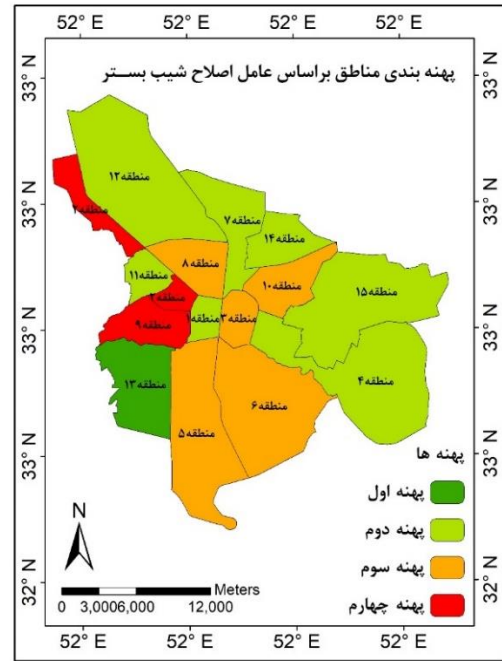 52° E 52° E 52° E 52° E
پهنه بندی مناطق براساس عامل اصلاح شیب بستر
33° N 33° N
33° N 33° N
33° N 33° N
33° N 33° N
32° N 32° N
منطقه۱۲
منطقه۷
منطقه۲
منطقه۱۴
منطقه۸
منطقه۱۱
منطقه۱۰
منطقه۱۵
منطقه۲
منطقه۱
منطقه۳
منطقه۹
منطقه۴
منطقه۱۳
منطقه۶
منطقه۵
پهنه ها
پهنه اول
پهنه دوم
پهنه سوم
پهنه چهارم
N
Meters
0 3,0006,000 12,000
52° E 52° E 52° E 52° E